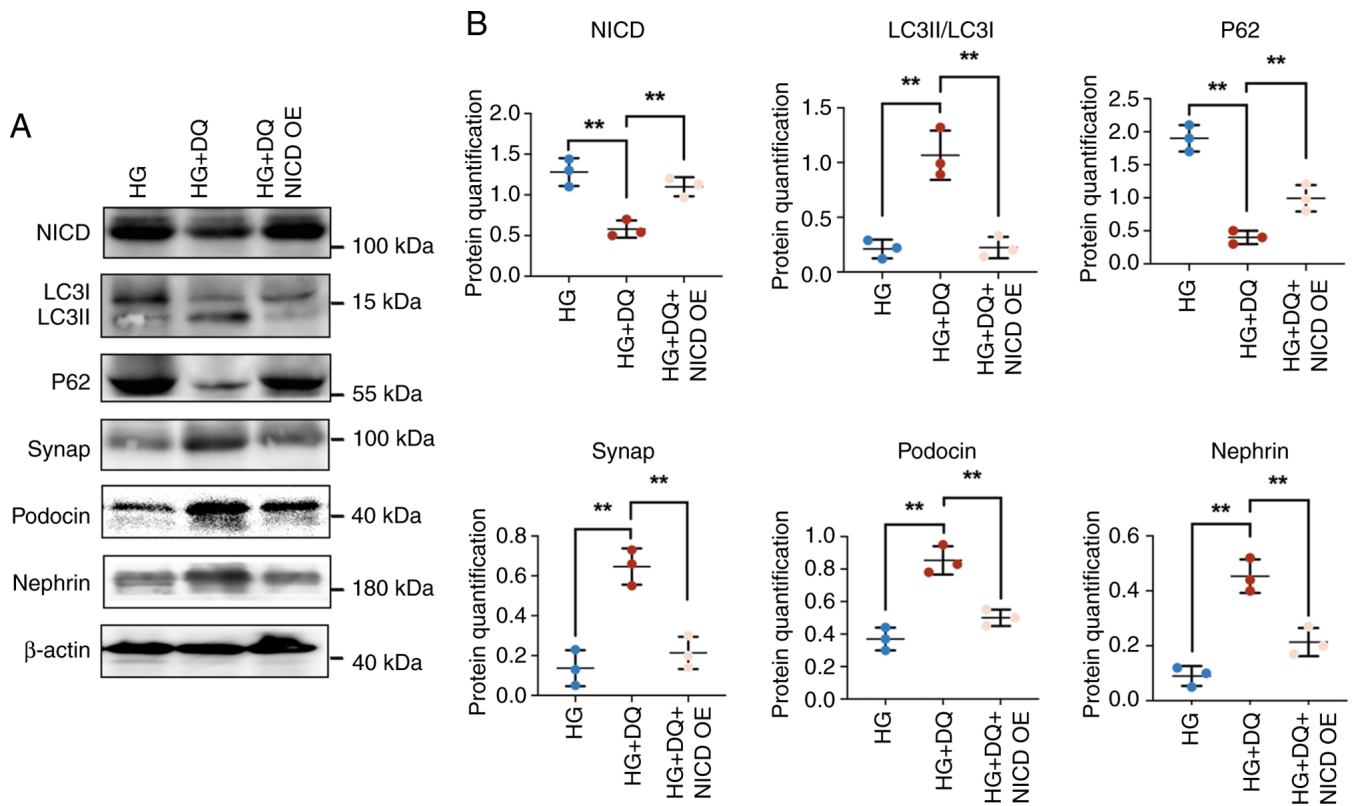 A
HG
HG+DQ
HG+DQ
NICD OE
NICD
100 kDa
LC3I
LC3II
15 kDa
P62
55 kDa
Synap
100 kDa
Podocin
40 kDa
Nephrin
180 kDa
β-actin
40 kDa
B
NICD
**
**
Protein quantification
2.0
1.5
1.0
0.5
0.0
HG
HG+DQ
HG+DQ+
NICD OE
LC3II/LC3I
**
**
Protein quantification
1.5
1.0
0.5
0.0
HG
HG+DQ
HG+DQ+
NICD OE
P62
**
**
Protein quantification
2.5
2.0
1.5
1.0
0.5
0.0
HG
HG+DQ
HG+DQ+
NICD OE
Synap
**
**
Protein quantification
0.8
0.6
0.4
0.2
0.0
HG
HG+DQ
HG+DQ+
NICD OE
Podocin
**
**
Protein quantification
1.0
0.8
0.6
0.4
0.2
0.0
HG
HG+DQ
HG+DQ+
NICD OE
Nephrin
**
**
Protein quantification
0.6
0.4
0.2
0.0
HG
HG+DQ
HG+DQ+
NICD OE